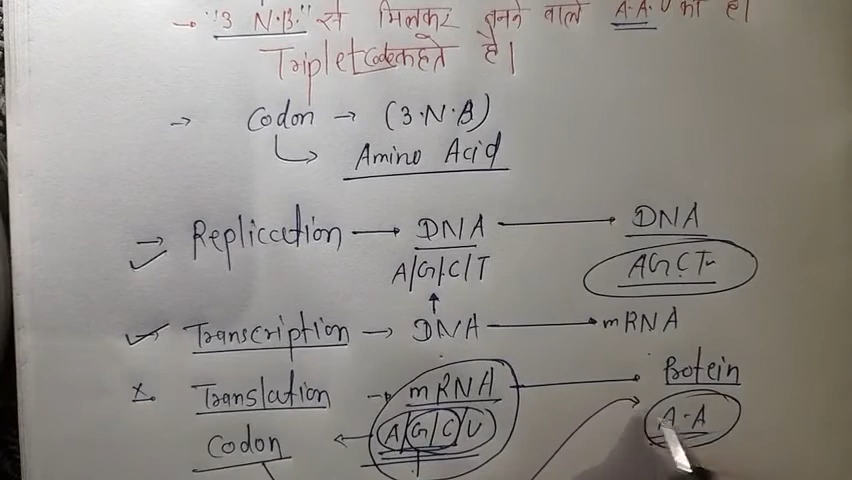 → "3 N.B." से मिलकर बनने वाले A.A. को है।
Triplet Code कहते है।
→ Codon → (3.N.B)
Amino Acid
→ Replication → DNA → DNA
A/G/C/T AGCT
Transcription → DNA → mRNA
x. Translation → mRNA → Protein
Codon ← A/G/C/U A-A